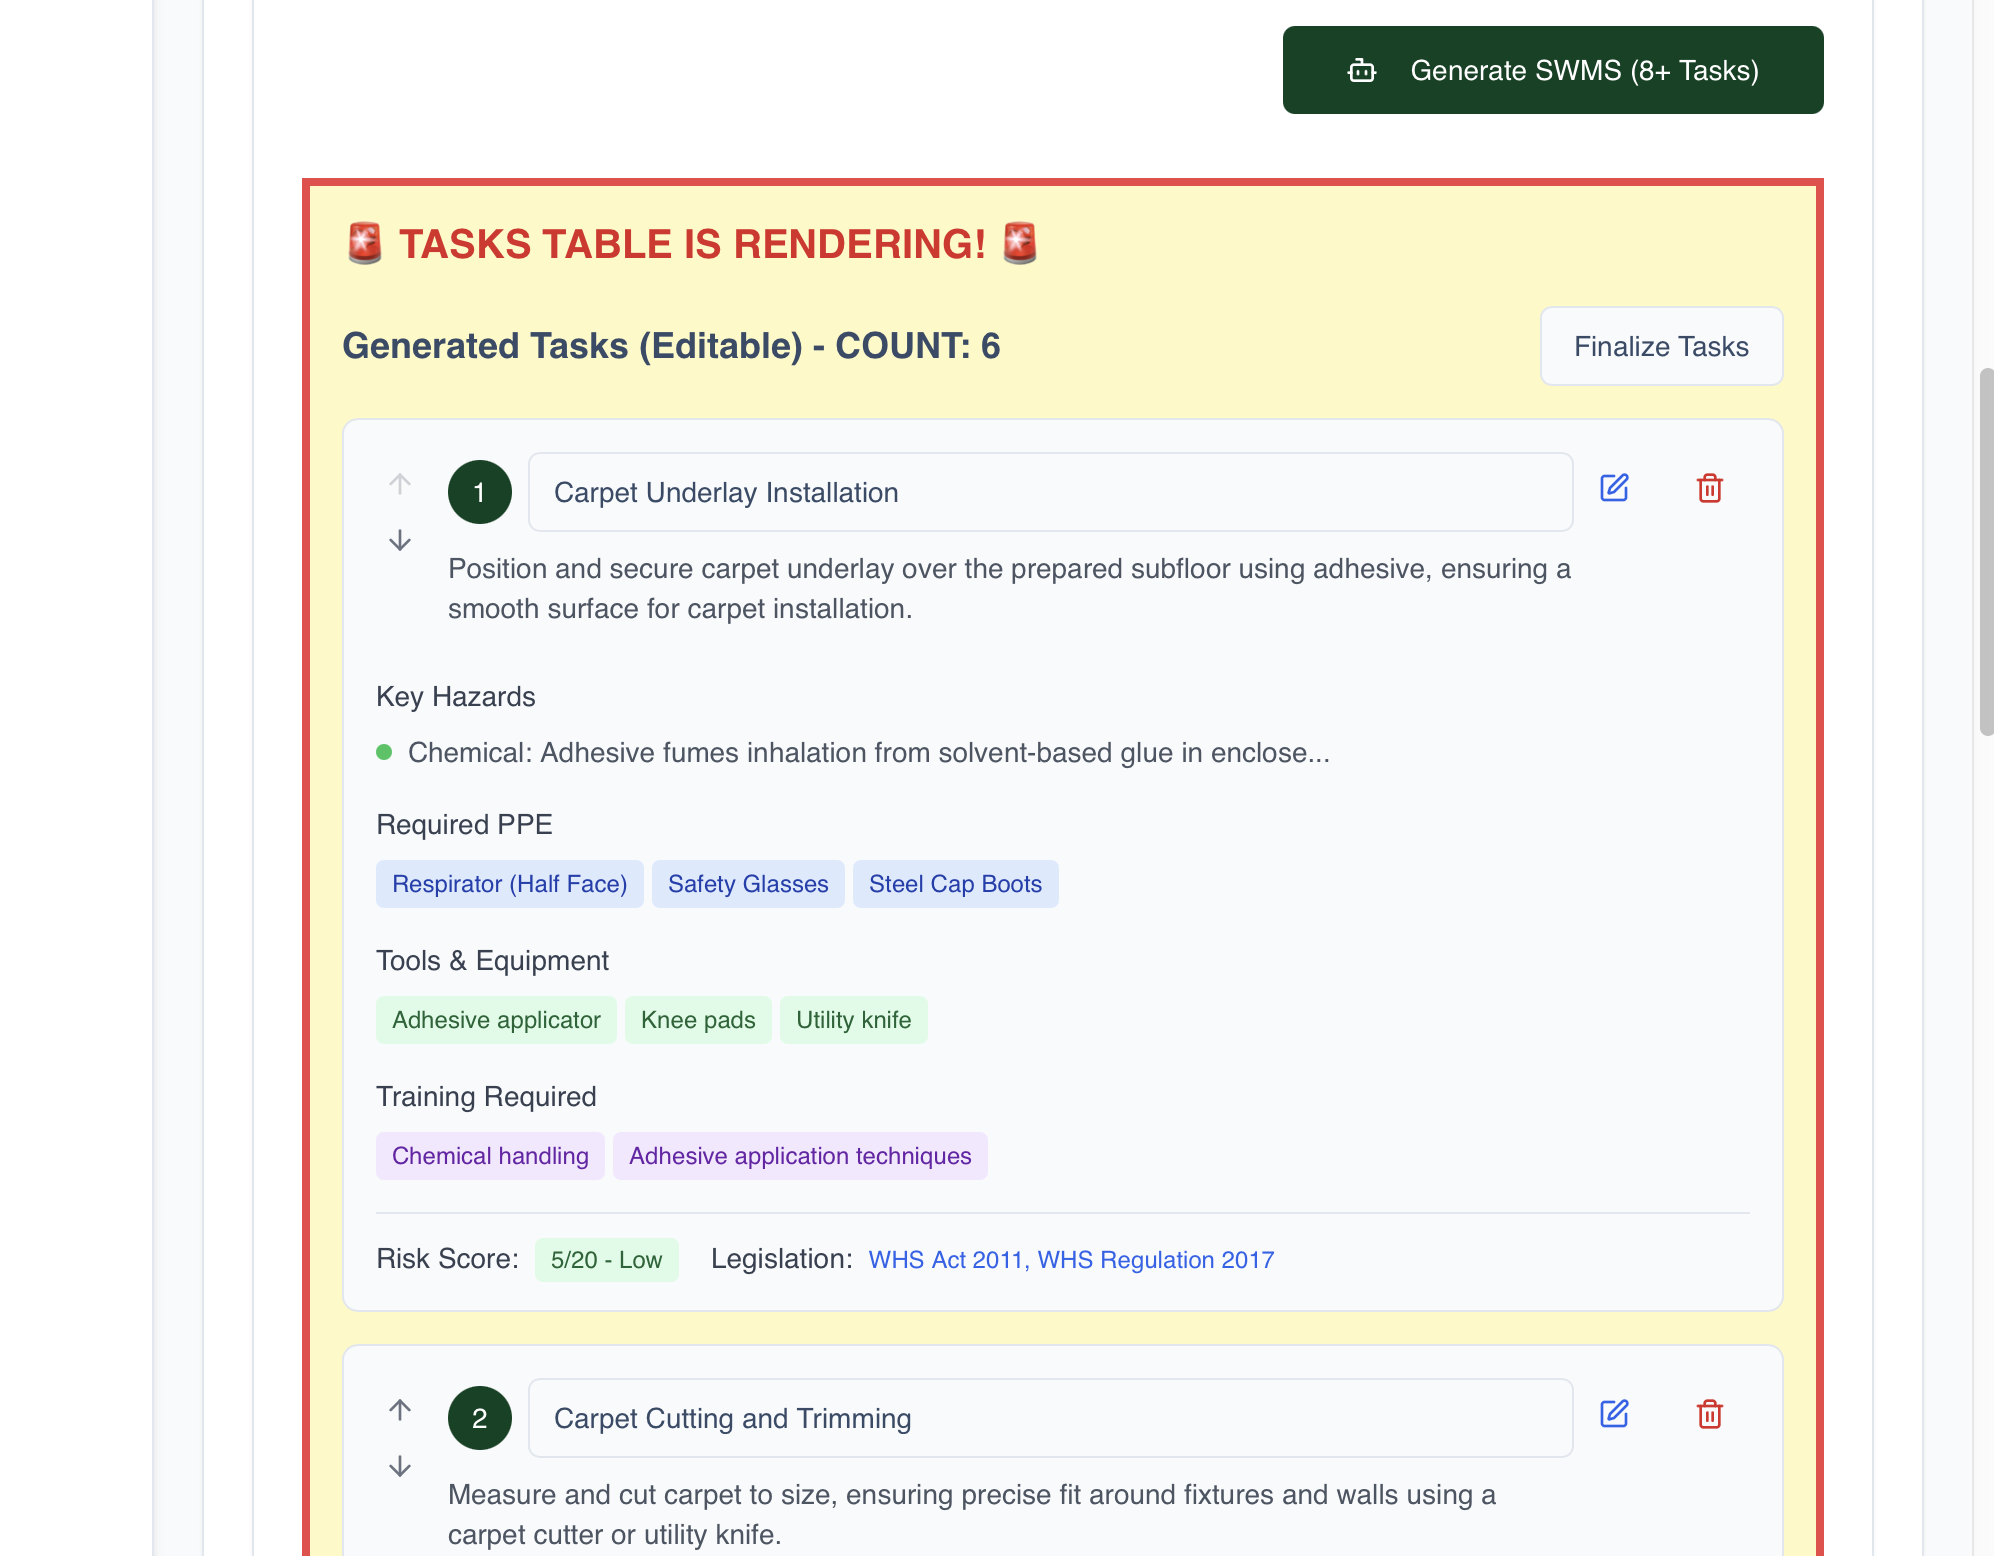 Generate SWMS (8+ Tasks)
🚨 TASKS TABLE IS RENDERING! 🚨
Generated Tasks (Editable) - COUNT: 6
Finalize Tasks
1
Carpet Underlay Installation
Position and secure carpet underlay over the prepared subfloor using adhesive, ensuring a
smooth surface for carpet installation.
Key Hazards
Chemical: Adhesive fumes inhalation from solvent-based glue in enclose...
Required PPE
Respirator (Half Face) Safety Glasses Steel Cap Boots
Tools & Equipment
Adhesive applicator Knee pads Utility knife
Training Required
Chemical handling Adhesive application techniques
Risk Score: 5/20 - Low Legislation: WHS Act 2011, WHS Regulation 2017
2
Carpet Cutting and Trimming
Measure and cut carpet to size, ensuring precise fit around fixtures and walls using a
carpet cutter or utility knife.